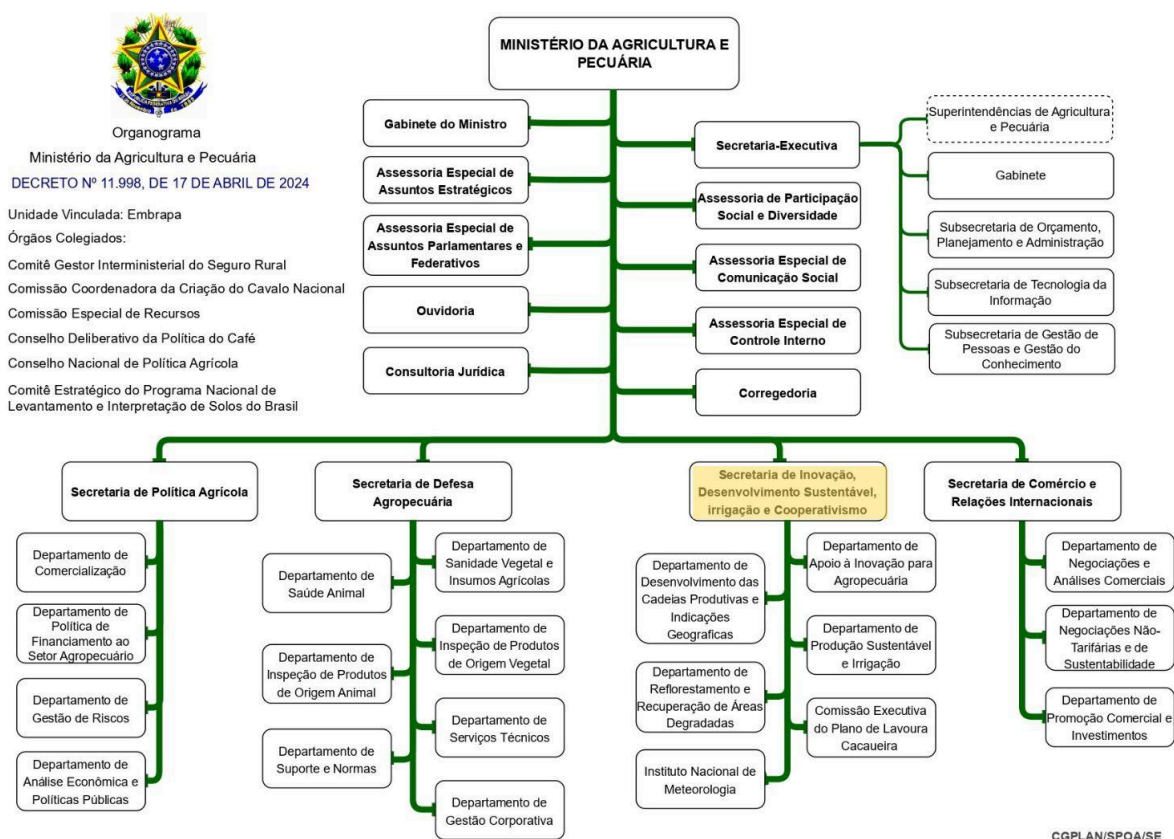 Organograma
Ministério da Agricultura e Pecuária
DECRETO Nº 11.998, DE 17 DE ABRIL DE 2024
Unidade Vinculada: Embrapa
Órgãos Colegiados:
Comitê Gestor Interministerial do Seguro Rural
Comissão Coordenadora da Criação do Cavalo Nacional
Comissão Especial de Recursos
Conselho Deliberativo da Política do Café
Conselho Nacional de Política Agrícola
Comitê Estratégico do Programa Nacional de
Levantamento e Interpretação de Solos do Brasil
MINISTÉRIO DA AGRICULTURA E
PECUÁRIA
Gabinete do Ministro
Assessoria Especial de
Assuntos Estratégicos
Assessoria Especial de
Assuntos Parlamentares e
Federativos
Ouvidoria
Consultoria Jurídica
Secretaria-Executiva
Assessoria de Participação
Social e Diversidade
Assessoria Especial de
Comunicação Social
Assessoria Especial de
Controle Interno
Corregedoria
Superintendências de Agricultura
e Pecuária
Gabinete
Subsecretaria de Orçamento,
Planejamento e Administração
Subsecretaria de Tecnologia da
Informação
Subsecretaria de Gestão de
Pessoas e Gestão do
Conhecimento
Secretaria de Política Agrícola
Departamento de
Comercialização
Departamento de
Política de
Financiamento ao
Setor Agropecuário
Departamento de
Gestão de Riscos
Departamento de
Análise Econômica e
Políticas Públicas
Secretaria de Defesa
Agropecuária
Departamento de
Saúde Animal
Departamento de
Inspeção de Produtos
de Origem Animal
Departamento de
Suporte e Normas
Departamento de
Sanidade Vegetal e
Insumos Agrícolas
Departamento de
Inspeção de Produtos
de Origem Vegetal
Departamento de
Serviços Técnicos
Departamento de
Gestão Corporativa
Secretaria de Inovação,
Desenvolvimento Sustentável,
irrigação e Cooperativismo
Departamento de
Desenvolvimento das
Cadeias Produtivas e
Indicações
Geograficas
Departamento de
Reflorestamento e
Recuperação de Áreas
Degradadas
Instituto Nacional de
Meteorologia
Departamento de
Apoio à Inovação para
Agropecuária
Departamento de
Produção Sustentável
e Irrigação
Comissão Executiva
do Plano de Lavoura
Cacaueira
Secretaria de Comércio e
Relações Internacionais
Departamento de
Negociações e
Análises Comerciais
Departamento de
Negociações Não-
Tarifárias e de
Sustentabilidade
Departamento de
Promoção Comercial e
Investimentos
CGPLAN/SPOA/SE